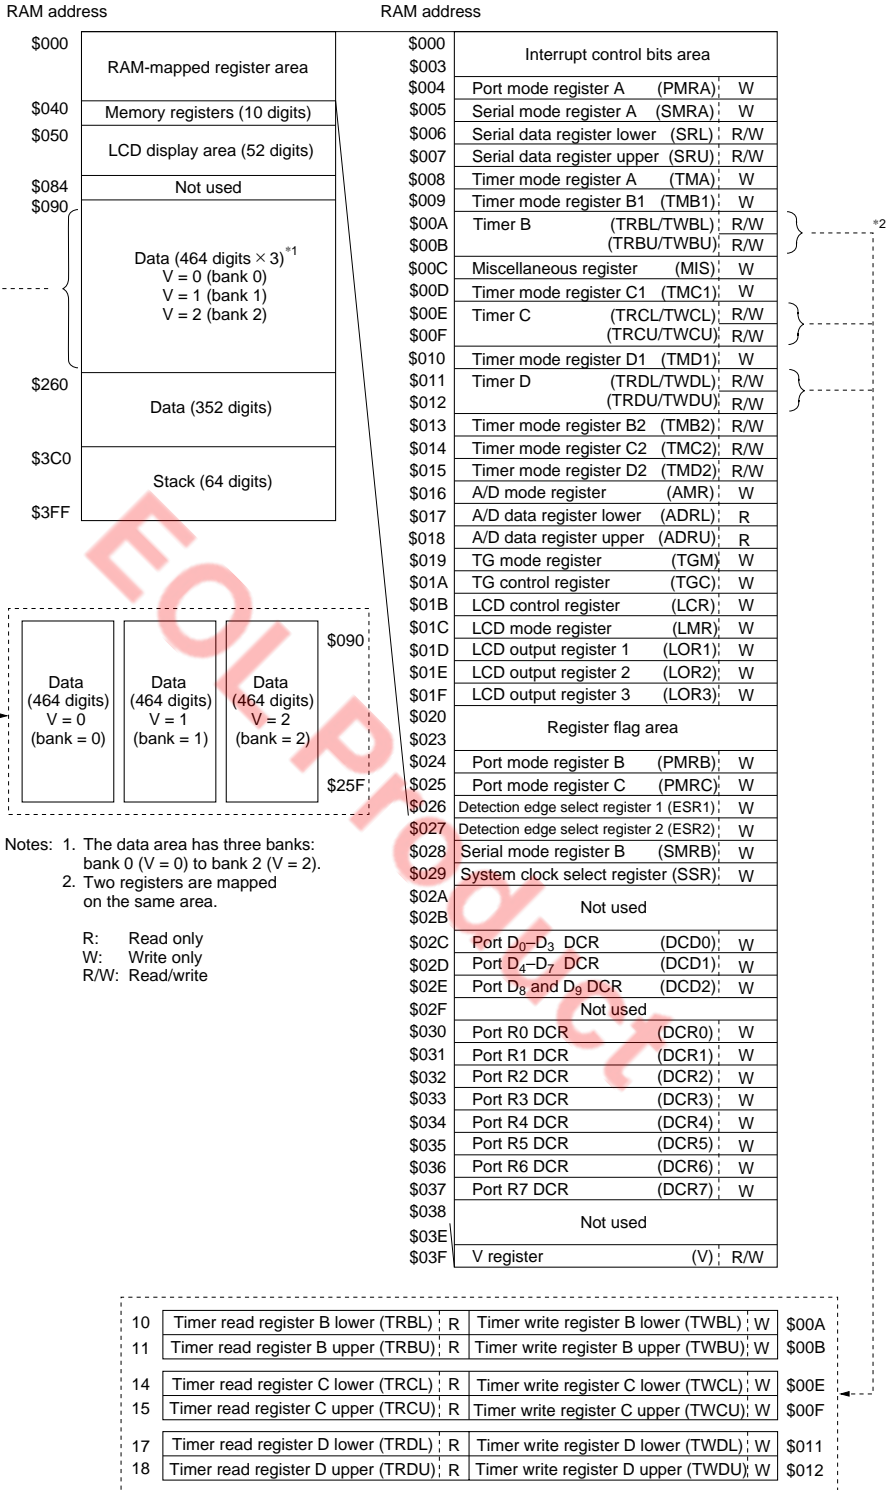 RAM address
$000
RAM-mapped register area
$040
Memory registers (10 digits)
$050
LCD display area (52 digits)
$084
Not used
$090
Data (464 digits × 3)*1
V = 0 (bank 0)
V = 1 (bank 1)
V = 2 (bank 2)
$260
Data (352 digits)
$3C0
Stack (64 digits)
$3FF
Data
(464 digits)
V = 0
(bank = 0)
Data
(464 digits)
V = 1
(bank = 1)
Data
(464 digits)
V = 2
(bank = 2)
$090
$25F
Notes: 1. The data area has three banks:
bank 0 (V = 0) to bank 2 (V = 2).
2. Two registers are mapped
on the same area.
R: Read only
W: Write only
R/W: Read/write
RAM address
$000
Interrupt control bits area
$003
$004 Port mode register A (PMRA) W
$005 Serial mode register A (SMRA) W
$006 Serial data register lower (SRL) R/W
$007 Serial data register upper (SRU) R/W
$008 Timer mode register A (TMA) W
$009 Timer mode register B1 (TMB1) W
$00A Timer B (TRBL/TWBL) R/W
*2
$00B (TRBU/TWBU) R/W
$00C Miscellaneous register (MIS) W
$00D Timer mode register C1 (TMC1) W
$00E Timer C (TRCL/TWCL) R/W
$00F (TRCU/TWCU) R/W
$010 Timer mode register D1 (TMD1) W
$011 Timer D (TRDL/TWDL) R/W
$012 (TRDU/TWDU) R/W
$013 Timer mode register B2 (TMB2) R/W
$014 Timer mode register C2 (TMC2) R/W
$015 Timer mode register D2 (TMD2) R/W
$016 A/D mode register (AMR) W
$017 A/D data register lower (ADRL) R
$018 A/D data register upper (ADRU) R
$019 TG mode register (TGM) W
$01A TG control register (TGC) W
$01B LCD control register (LCR) W
$01C LCD mode register (LMR) W
$01D LCD output register 1 (LOR1) W
$01E LCD output register 2 (LOR2) W
$01F LCD output register 3 (LOR3) W
$020
Register flag area
$023
$024 Port mode register B (PMRB) W
$025 Port mode register C (PMRC) W
$026 Detection edge select register 1 (ESR1) W
$027 Detection edge select register 2 (ESR2) W
$028 Serial mode register B (SMRB) W
$029 System clock select register (SSR) W
$02A
Not used
$02B
$02C Port D0–D3 DCR (DCD0) W
$02D Port D4–D7 DCR (DCD1) W
$02E Port D8 and D9 DCR (DCD2) W
$02F Not used
$030 Port R0 DCR (DCR0) W
$031 Port R1 DCR (DCR1) W
$032 Port R2 DCR (DCR2) W
$033 Port R3 DCR (DCR3) W
$034 Port R4 DCR (DCR4) W
$035 Port R5 DCR (DCR5) W
$036 Port R6 DCR (DCR6) W
$037 Port R7 DCR (DCR7) W
$038
Not used
$03E
$03F V register (V) R/W
10 Timer read register B lower (TRBL) R Timer write register B lower (TWBL) W $00A
11 Timer read register B upper (TRBU) R Timer write register B upper (TWBU) W $00B
14 Timer read register C lower (TRCL) R Timer write register C lower (TWCL) W $00E
15 Timer read register C upper (TRCU) R Timer write register C upper (TWCU) W $00F
17 Timer read register D lower (TRDL) R Timer write register D lower (TWDL) W $011
18 Timer read register D upper (TRDU) R Timer write register D upper (TWDU) W $012
EOL Product